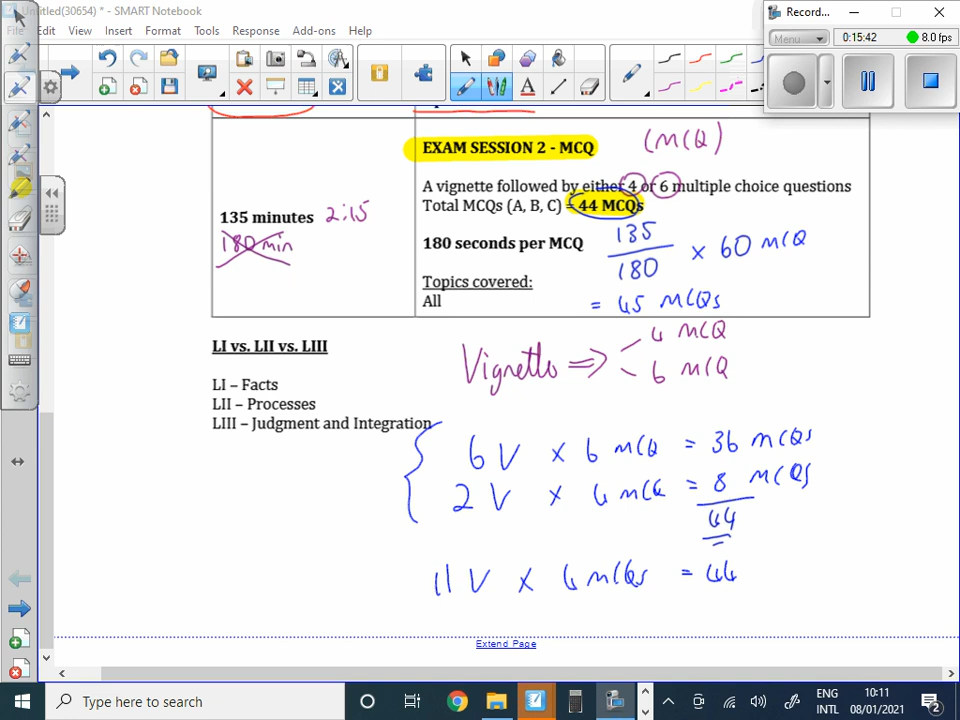 Untitled(30654) * - SMART Notebook
Record...
File Edit View Insert Format Tools Response Add-ons Help
Menu 0:15:42 8.0 fps
EXAM SESSION 2 - MCQ (MCQ)
A vignette followed by either 4 or 6 multiple choice questions
135 minutes 2:15
Total MCQs (A, B, C) = 44 MCQs
180 min
180 seconds per MCQ 135/180 x 60 MCQ
Topics covered:
All = 45 MCQs
LI vs. LII vs. LIII
Vignette => 4 MCQ
6 MCQ
LI – Facts
LII – Processes
LIII – Judgment and Integration
6 V x 6 MCQ = 36 MCQs
2 V x 4 MCQ = 8 MCQs
44
11 V x 4 MCQs = 44
Extend Page
Type here to search
ENG
INTL
10:11
08/01/2021
2